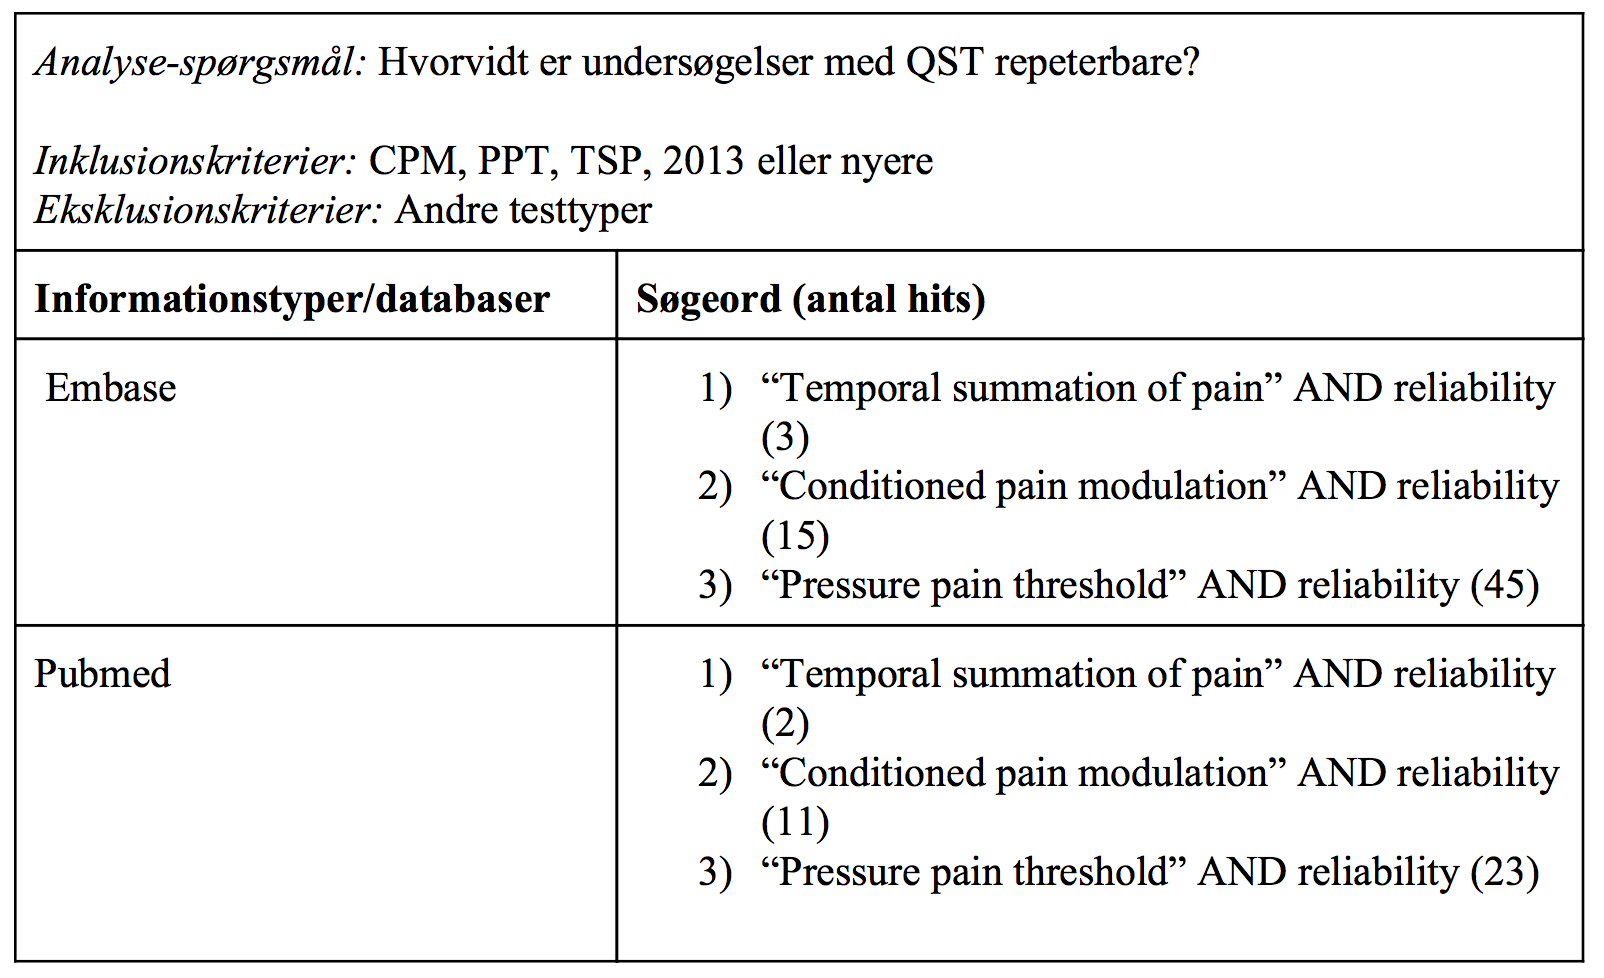 Analyse-spørgsmål: Hvorvidt er undersøgelser med QST repeterbare?
Inklusionskriterier: CPM, PPT, TSP, 2013 eller nyere
Eksklusionskriterier: Andre testtyper
Informationstyper/databaser
Søgeord (antal hits)
Embase
1) “Temporal summation of pain” AND reliability
(3)
2) “Conditioned pain modulation” AND reliability
(15)
3) “Pressure pain threshold” AND reliability (45)
Pubmed
1) “Temporal summation of pain” AND reliability
(2)
2) “Conditioned pain modulation” AND reliability
(11)
3) “Pressure pain threshold” AND reliability (23)